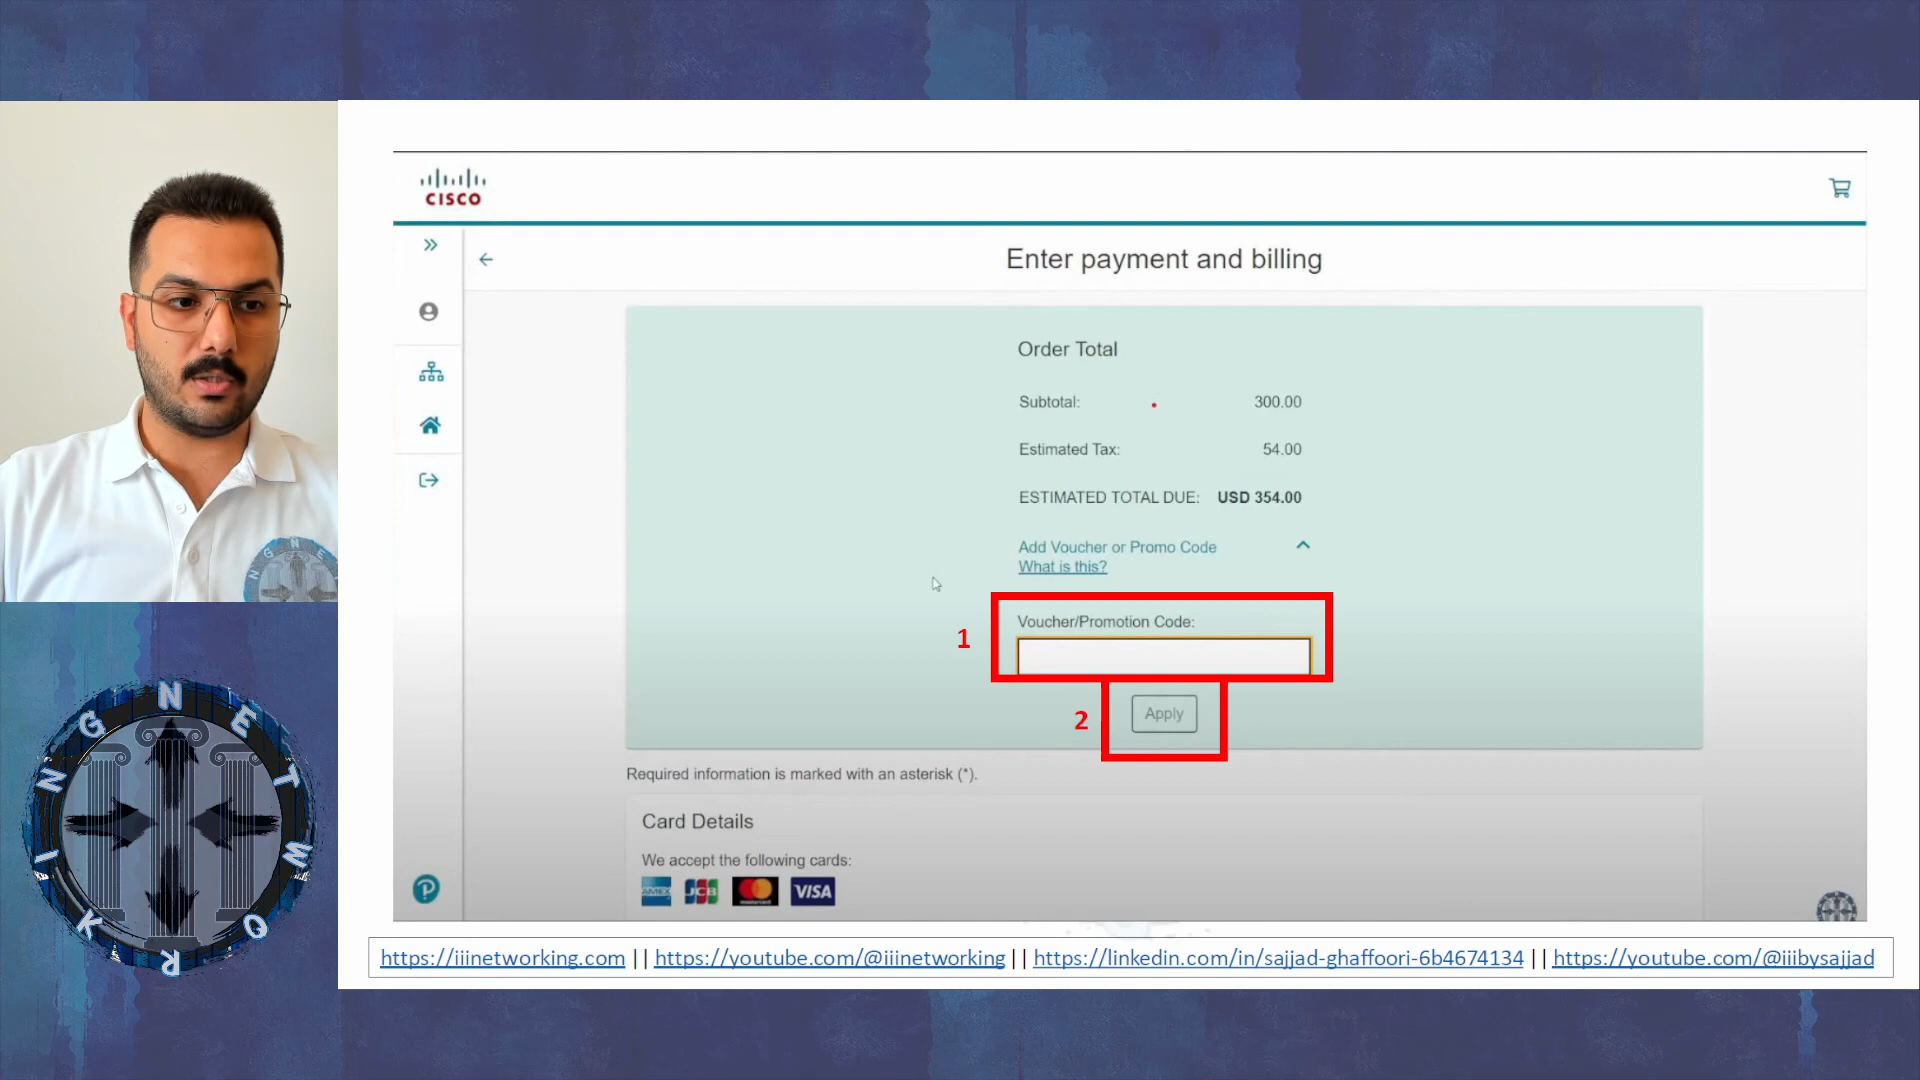 CISCO
Enter payment and billing
Order Total
Subtotal: 300.00
Estimated Tax: 54.00
ESTIMATED TOTAL DUE: USD 354.00
Add Voucher or Promo Code
What is this?
1
Voucher/Promotion Code:
2
Apply
Required information is marked with an asterisk (*).
Card Details
We accept the following cards:
AMEX JCB mastercard VISA
https://iiinetworking.com || https://youtube.com/@iiinetworking || https://linkedin.com/in/sajjad-ghaffoori-6b4674134 || https://youtube.com/@iiibysajjad
NETWORKING